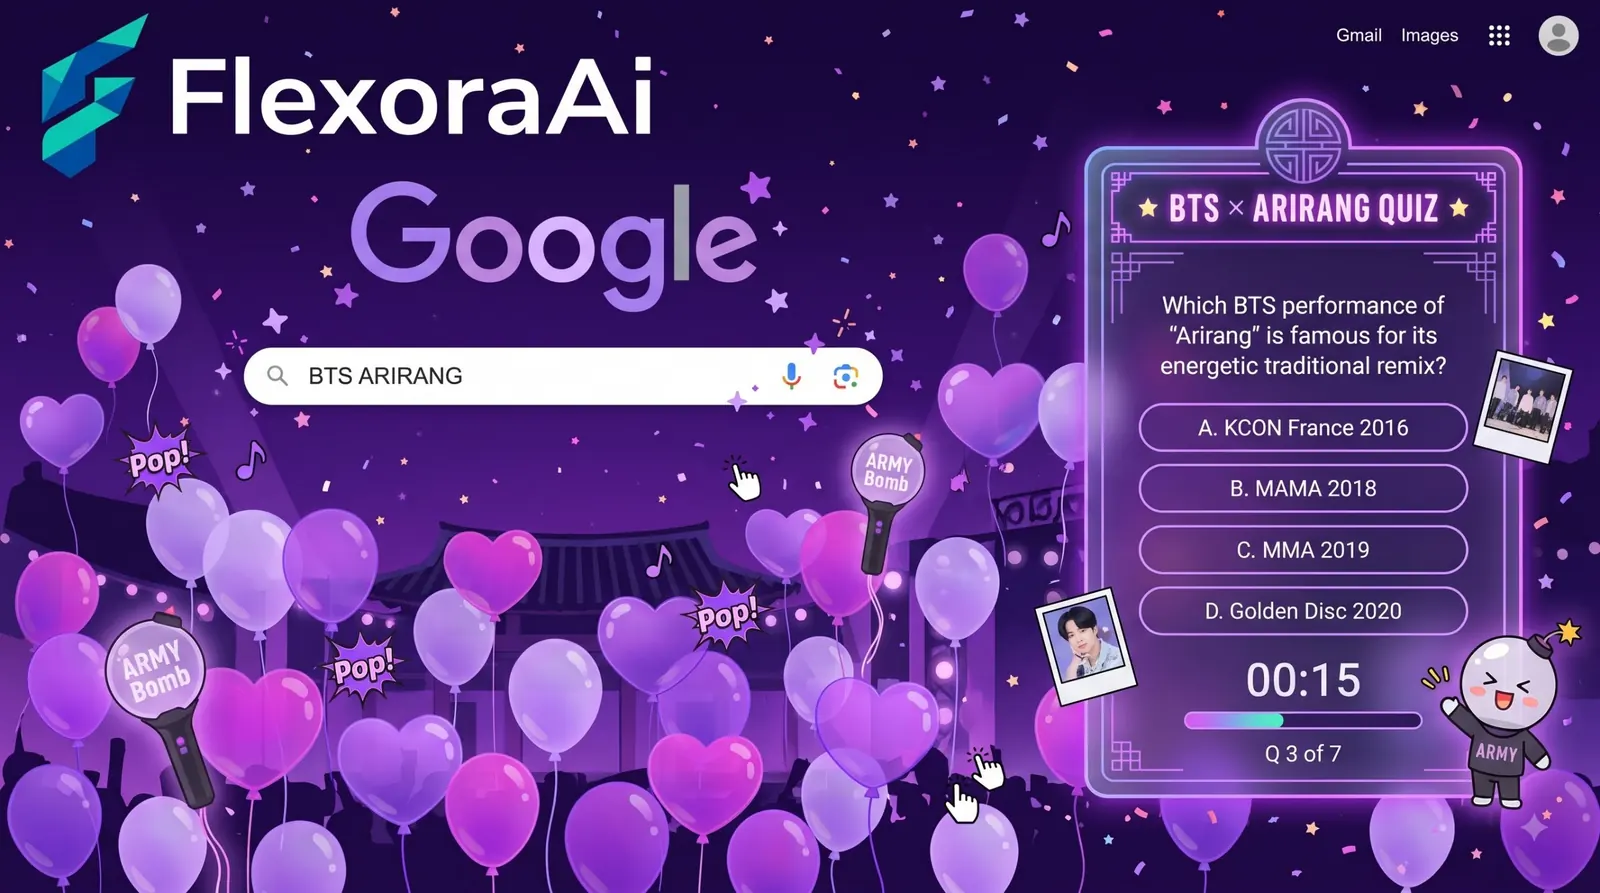 FlexoraAi
Gmail Images
Google
BTS ARIRANG
BTS × ARIRANG QUIZ
Which BTS performance of
“Arirang” is famous for its
energetic traditional remix?
A. KCON France 2016
B. MAMA 2018
C. MMA 2019
D. Golden Disc 2020
00:15
Q 3 of 7
Pop!
ARMY
Bomb
Pop!
Pop!
ARMY
Bomb
ARMY